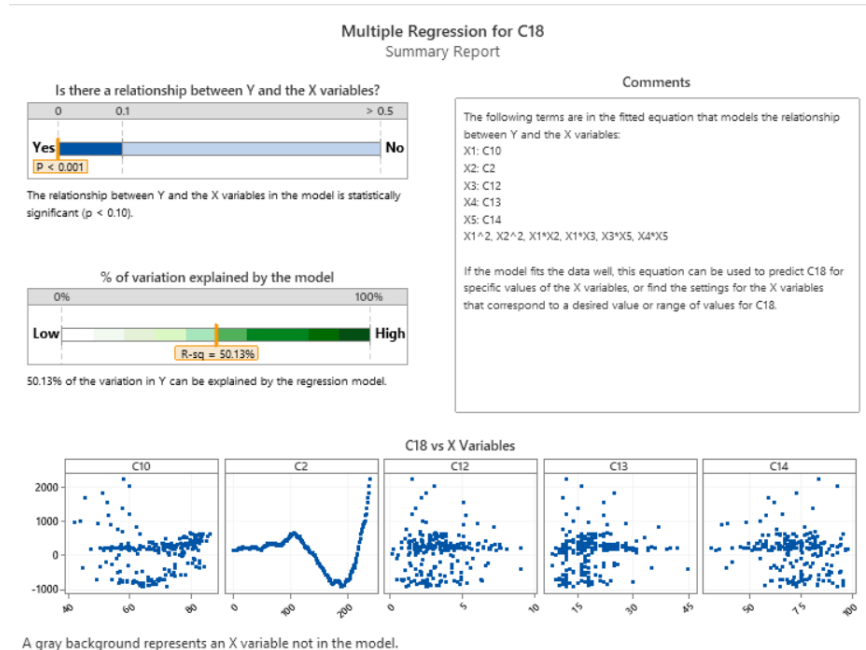 Multiple Regression for C18
Summary Report
Is there a relationship between Y and the X variables?
0 0.1 > 0.5
Yes No
P < 0.001
The relationship between Y and the X variables in the model is statistically
significant (p < 0.10).
% of variation explained by the model
0% 100%
Low High
R-sq = 50.13%
50.13% of the variation in Y can be explained by the regression model.
Comments
The following terms are in the fitted equation that models the relationship
between Y and the X variables:
X1: C10
X2: C2
X3: C12
X4: C13
X5: C14
X1^2, X2^2, X1*X2, X1*X3, X3*X5, X4*X5
If the model fits the data well, this equation can be used to predict C18 for
specific values of the X variables, or find the settings for the X variables
that correspond to a desired value or range of values for C18.
C18 vs X Variables
C10 C2 C12 C13 C14
2000
1000
0
-1000
40 60 80 0 100 200 0 5 10 15 30 45 50 75 100
A gray background represents an X variable not in the model.